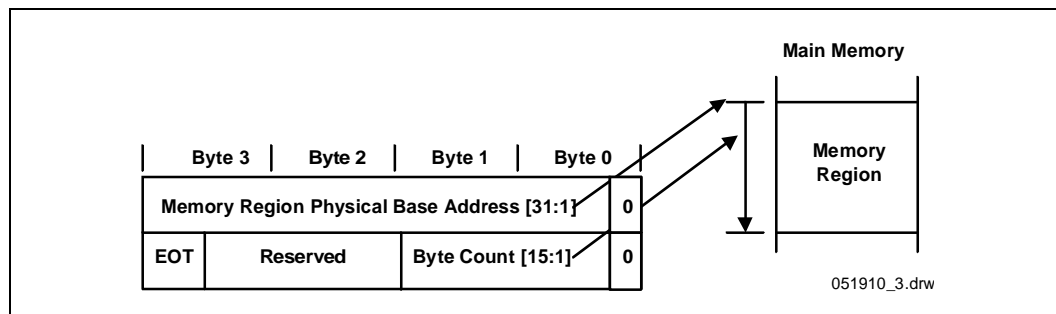 Main Memory
Byte 3 Byte 2 Byte 1 Byte 0
Memory
Region
Memory Region Physical Base Address [31:1] 0
EOT Reserved Byte Count [15:1] 0
051910_3.drw